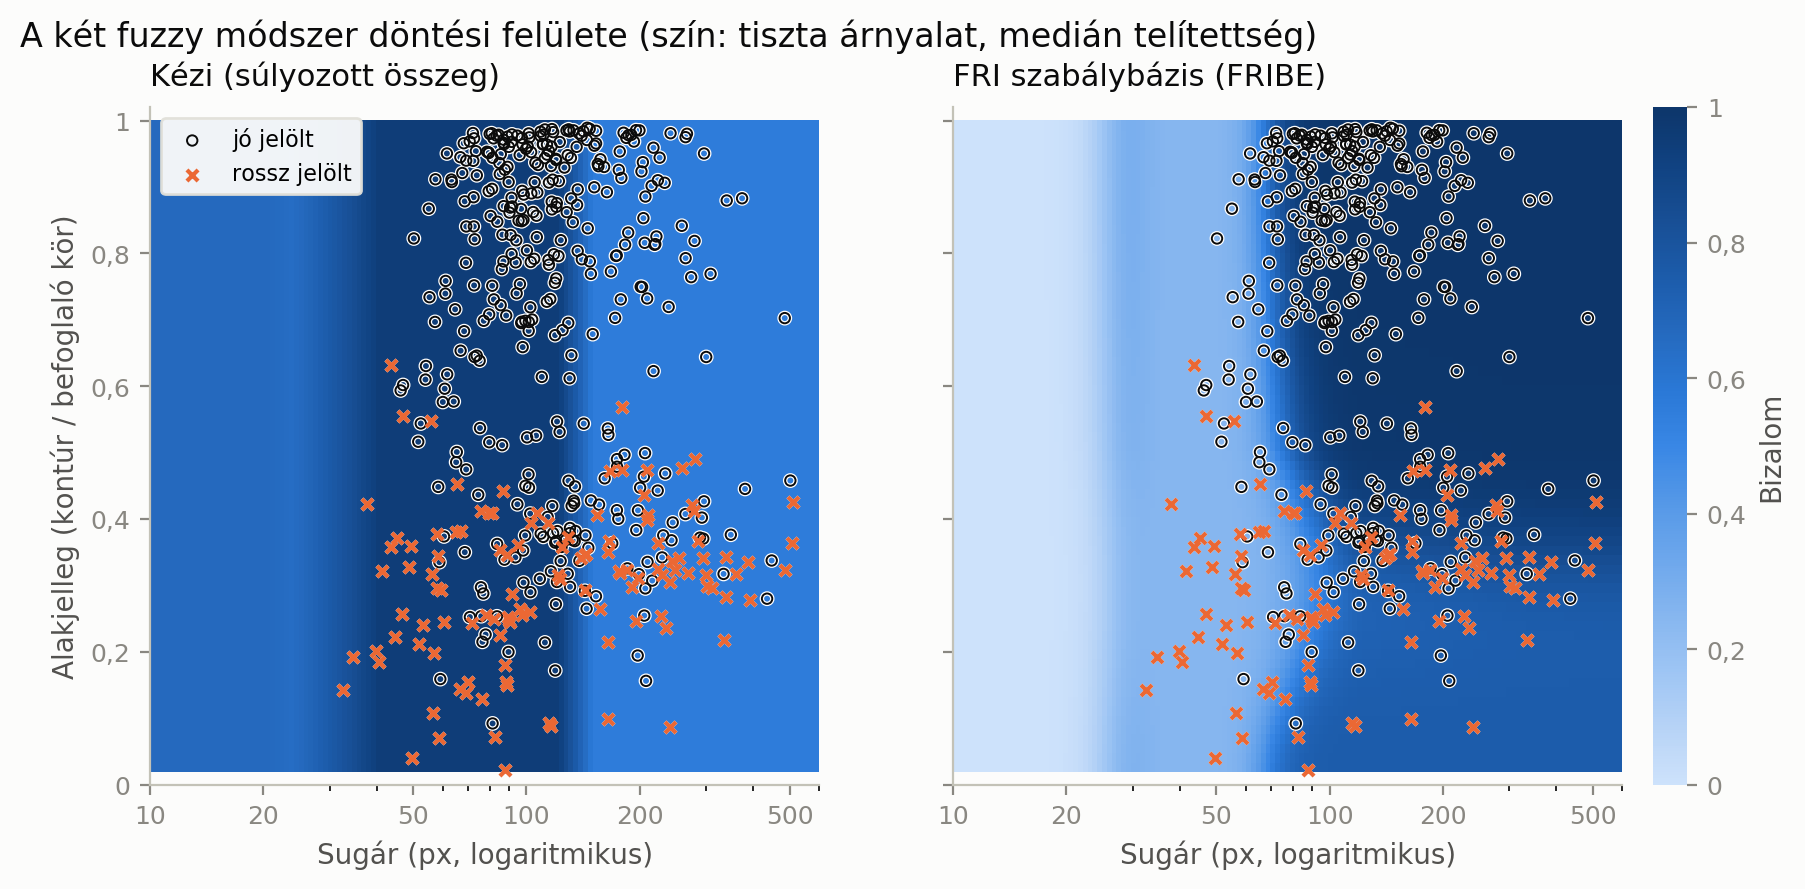 A két fuzzy módszer döntési felülete (szín: tiszta árnyalat, medián telítettség)
Kézi (súlyozott összeg)
FRI szabálybázis (FRIBE)
jó jelölt
rossz jelölt
Alakjelleg (kontúr / befoglaló kör)
1
0,8
0,6
0,4
0,2
0
10
20
50
100
200
500
Sugár (px, logaritmikus)
10
20
50
100
200
500
Sugár (px, logaritmikus)
1
0,8
0,6
0,4
0,2
0
Bizalom